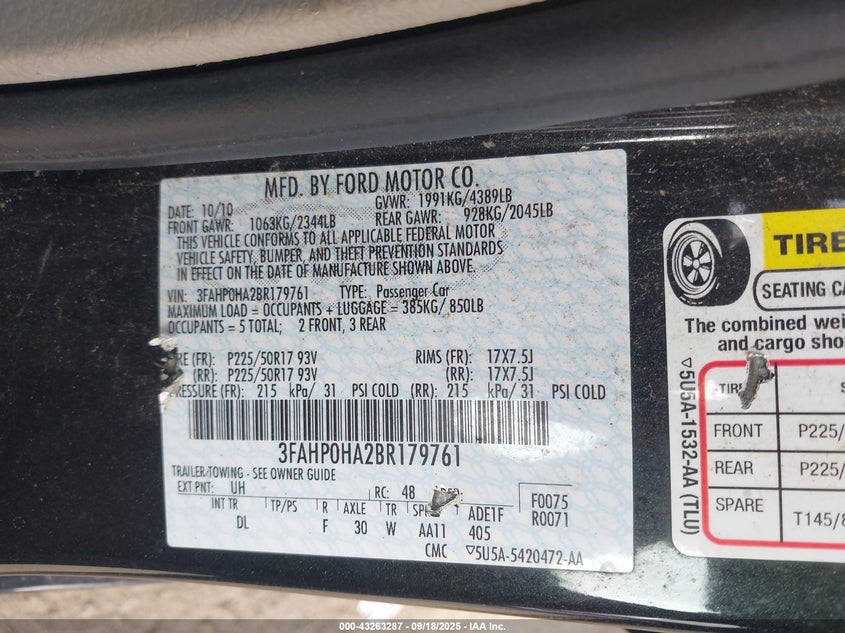 MFD. BY FORD MOTOR CO.
DATE: 10/10 GVWR: 1991KG/4389LB
FRONT GAWR: 1063KG/2344LB REAR GAWR: 928KG/2045LB
THIS VEHICLE CONFORMS TO ALL APPLICABLE FEDERAL MOTOR
VEHICLE SAFETY, BUMPER, AND THEFT PREVENTION STANDARDS
IN EFFECT ON THE DATE OF MANUFACTURE SHOWN ABOVE.
VIN: 3FAHP0HA2BR179761 TYPE: Passenger Car
MAXIMUM LOAD = OCCUPANTS + LUGGAGE = 385KG/ 850LB
OCCUPANTS = 5 TOTAL; 2 FRONT, 3 REAR
(FR): P225/50R17 93V RIMS (FR): 17X7.5J
(RR): P225/50R17 93V (RR): 17X7.5J
PRESSURE (FR): 215 kPa/ 31 PSI COLD (RR): 215 kPa/ 31 PSI COLD
3FAHP0HA2BR179761
TRAILER TOWING - SEE OWNER GUIDE
EXT PNT: UH RC: 48 F0075
INT TR TP/PS R AXLE TR ADE1F R0071
DL F 30 W AA11 405
CMC ▽5U5A-5420472-AA
TIRE
SEATING CA
The combined wei
and cargo sho
▽5U5A-1532-AA (TLU)
S
FRONT P225/
REAR P225/
SPARE T145/8
000-43263287 - 09/18/2025 - IAA Inc.